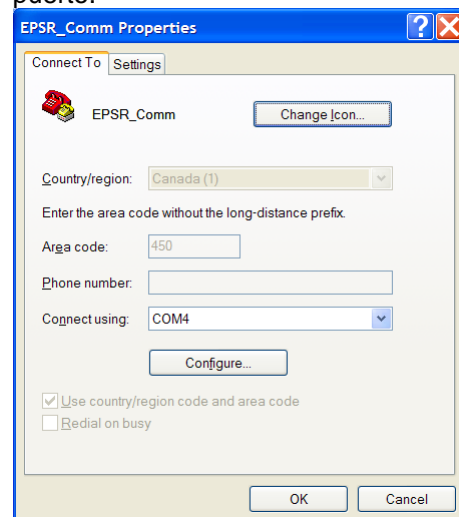 puerto.
EPSR_Comm Properties
Connect To Settings
EPSR_Comm Change Icon...
Country/region: Canada (1)
Enter the area code without the long-distance prefix.
Area code: 450
Phone number:
Connect using: COM4
Configure...
Use country/region code and area code
Redial on busy
OK Cancel